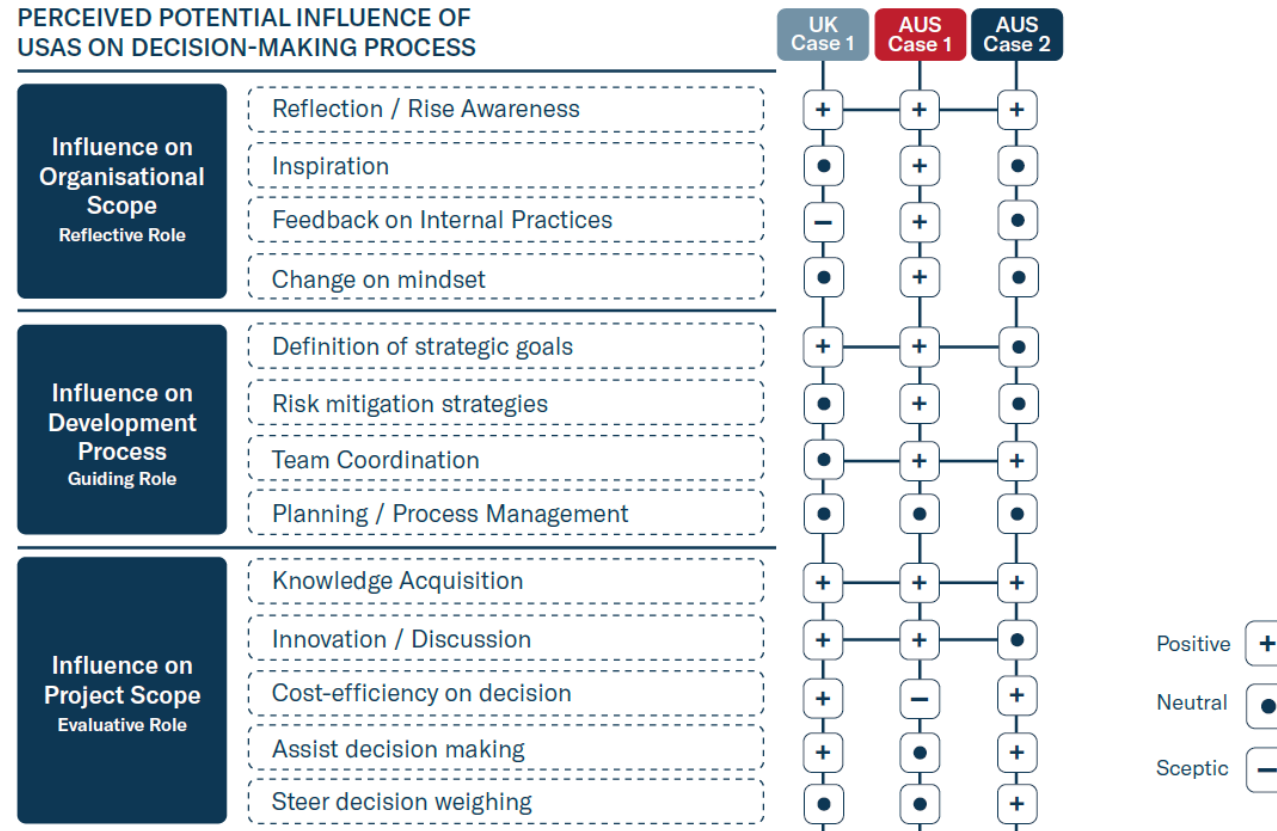 PERCEIVED POTENTIAL INFLUENCE OF
USAS ON DECISION-MAKING PROCESS
UK
Case 1
AUS
Case 1
AUS
Case 2
Influence on
Organisational
Scope
Reflective Role
Reflection / Rise Awareness
+ + +
Inspiration
● + ●
Feedback on Internal Practices
− + ●
Change on mindset
● + ●
Influence on
Development
Process
Guiding Role
Definition of strategic goals
+ + ●
Risk mitigation strategies
● + ●
Team Coordination
● + +
Planning / Process Management
● ● ●
Influence on
Project Scope
Evaluative Role
Knowledge Acquisition
+ + +
Innovation / Discussion
+ + ●
Cost-efficiency on decision
+ − +
Assist decision making
+ ● +
Steer decision weighing
● ● +
Positive +
Neutral ●
Sceptic −